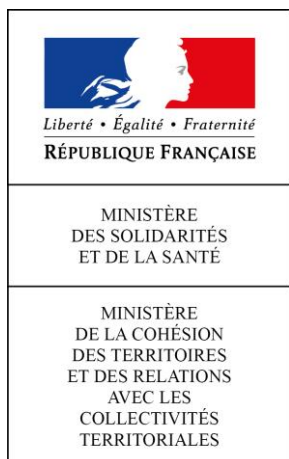 Liberté • Égalité • Fraternité
RÉPUBLIQUE FRANÇAISE
MINISTÈRE
DES SOLIDARITÉS
ET DE LA SANTÉ
MINISTÈRE
DE LA COHÉSION
DES TERRITOIRES
ET DES RELATIONS
AVEC LES
COLLECTIVITÉS
TERRITORIALES